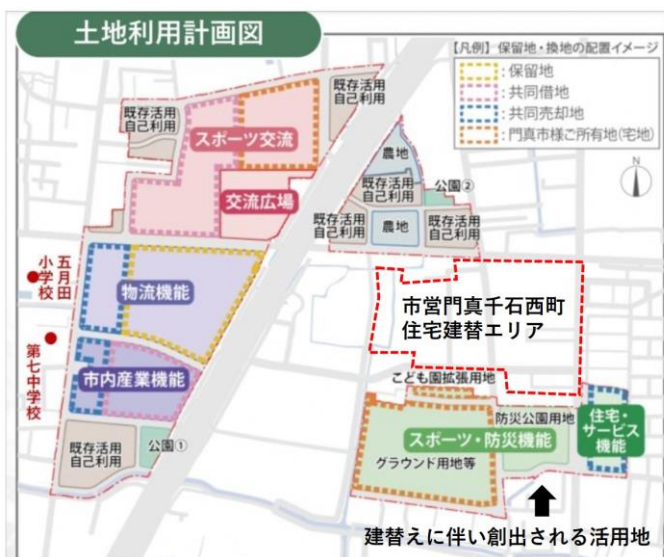 土地利用計画図
【凡例】保留地・換地の配置イメージ
：保留地
：共同借地
：共同売却地
：門真市様ご所有地(宅地)
N
既存活用
自己利用
既存活用
自己利用
スポーツ交流
交流広場
農地
既存活用
自己利用
公園②
既存活用
自己利用
農地
既存活用
自己利用
五月田
小学校
物流機能
第七中学校
市内産業機能
既存活用
自己利用
公園①
市営門真千石西町
住宅建替エリア
こども園拡張用地
防災公園用地
スポーツ・防災機能
グラウンド用地等
住宅・
サービス
機能
建替えに伴い創出される活用地